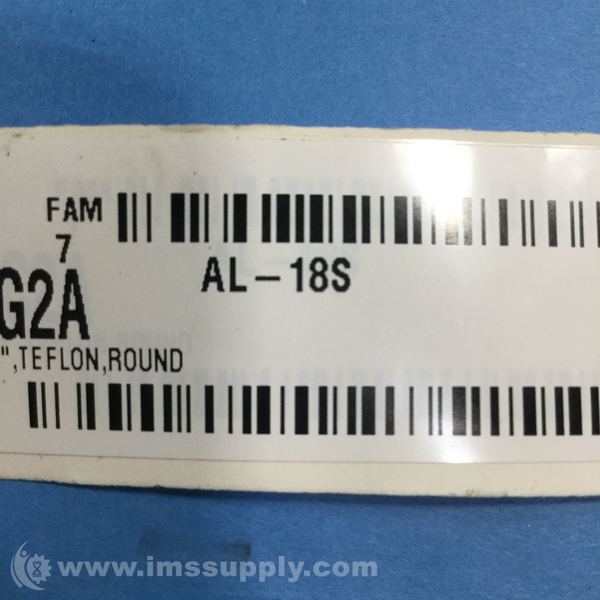 FAM
7
AL-18S
G2A
",TEFLON,ROUND
www.imssupply.com